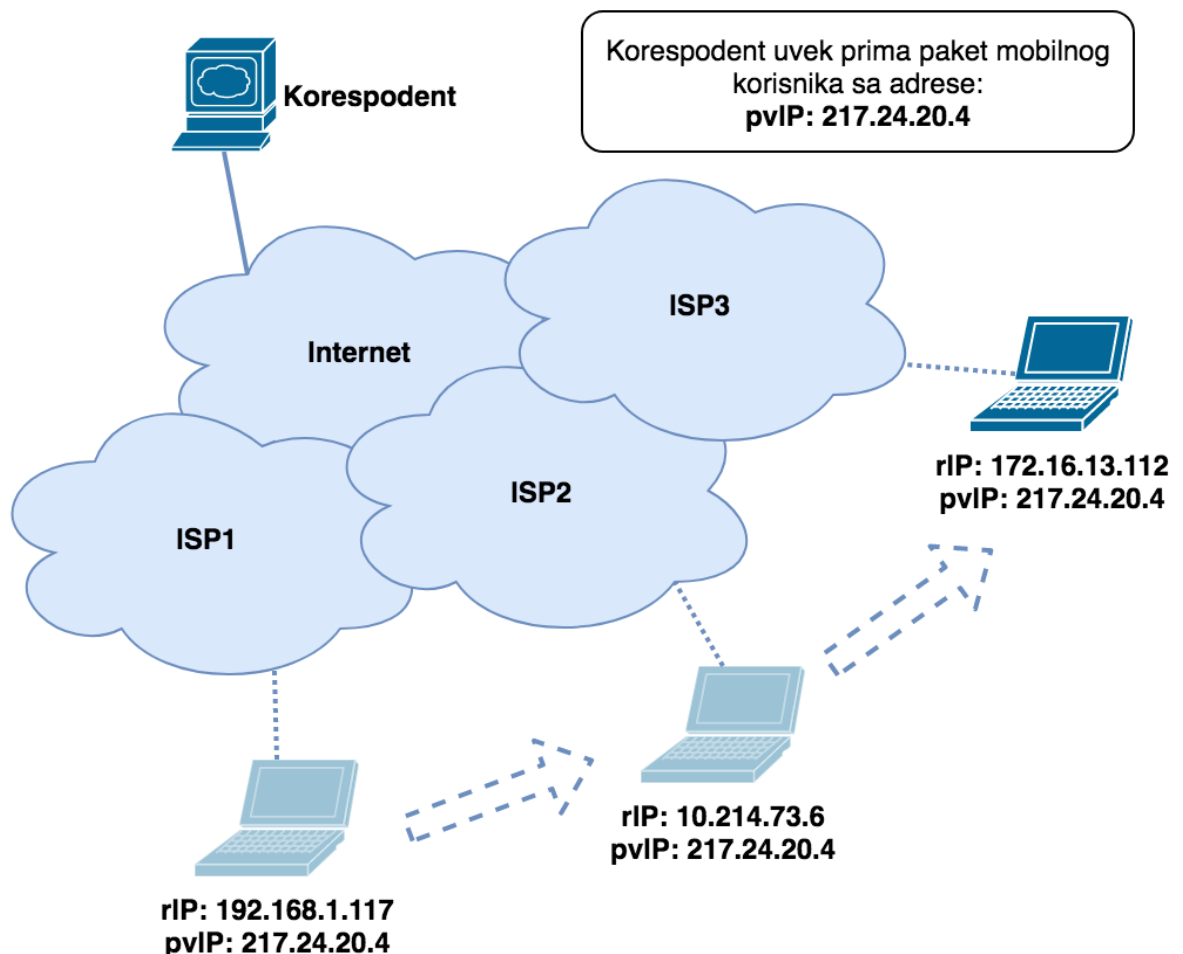 Korespodent uvek prima paket mobilnog
korisnika sa adrese:
pvIP: 217.24.20.4
Korespodent
ISP3
Internet
ISP2
ISP1
rIP: 172.16.13.112
pvIP: 217.24.20.4
rIP: 10.214.73.6
pvIP: 217.24.20.4
rIP: 192.168.1.117
pvIP: 217.24.20.4